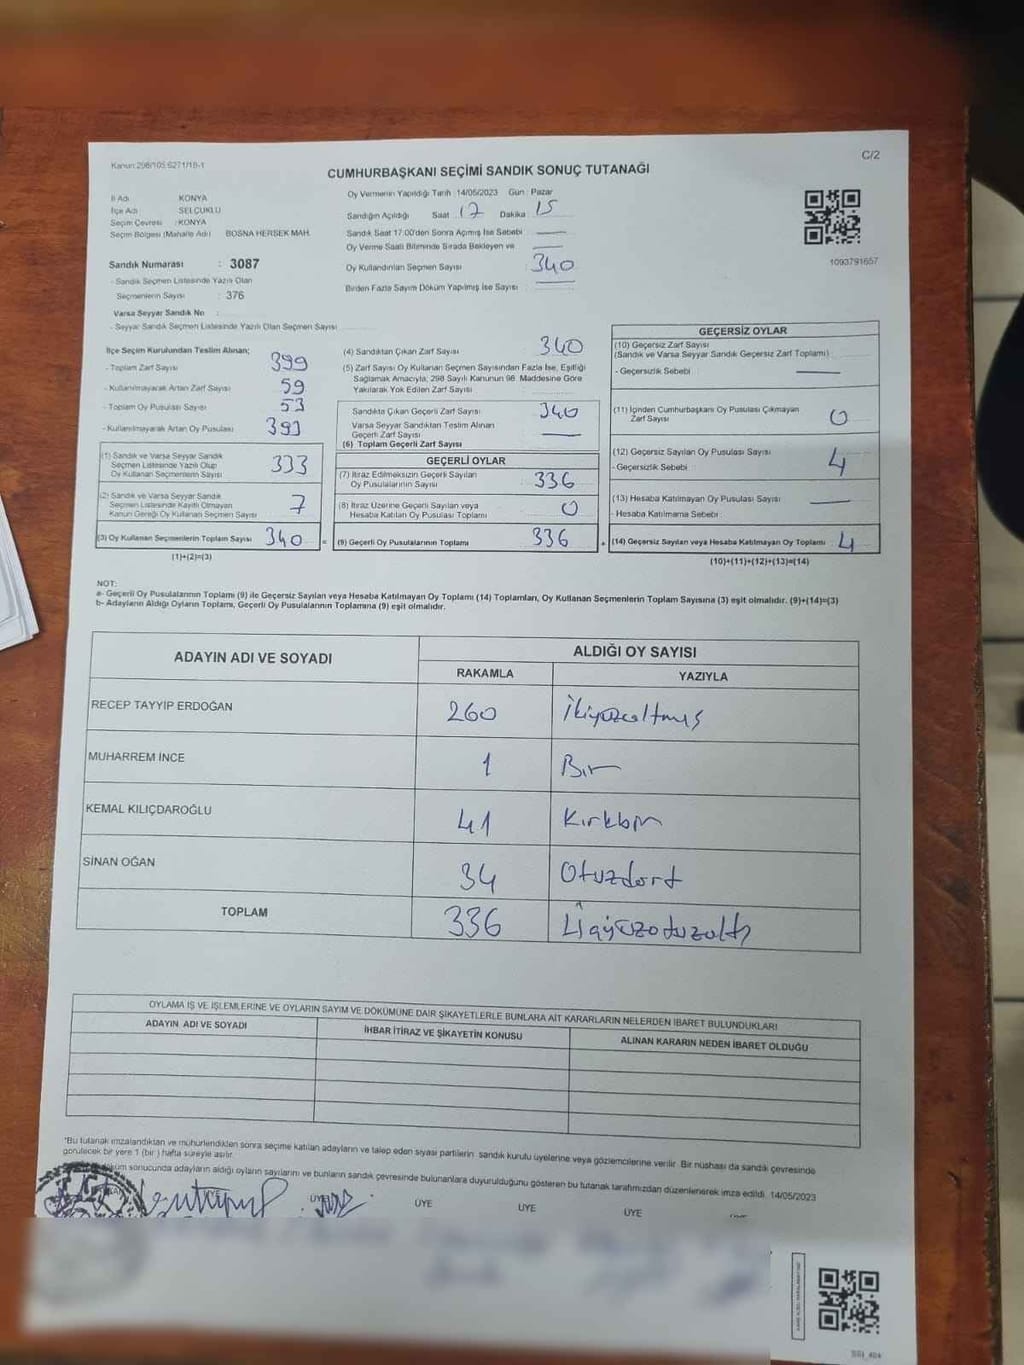 Kanun:298/105;6271/18-1
C/2
CUMHURBAŞKANI SEÇİMİ SANDIK SONUÇ TUTANAĞI
İl Adı KONYA
İlçe Adı SELÇUKLU
Seçim Çevresi : KONYA
Seçim Bölgesi (Mahalle Adı) BOSNA HERSEK MAH.
Sandık Numarası : 3087
- Sandık Seçmen Listesinde Yazılı Olan
Seçmenlerin Sayısı : 376
Varsa Seyyar Sandık No :
- Seyyar Sandık Seçmen Listesinde Yazılı Olan Seçmen Sayısı
Oy Vermenin Yapıldığı Tarih :14/05/2023 Gün : Pazar
Sandığın Açıldığı Saat 17 Dakika : 15
Sandık Saat 17.00'den Sonra Açmış İse Sebebi
Oy Verme Saati Bitiminde Sırada Bekleyen ve
Oy Kullandırılan Seçmen Sayısı : 340
Birden Fazla Sayım Döküm Yapılmış İse Sayısı :
1093791657
İlçe Seçim Kurulundan Teslim Alınan;
- Toplam Zarf Sayısı 399
- Kullanılmayarak Artan Zarf Sayısı 59
- Toplam Oy Pusulası Sayısı 53
- Kullanılmayarak Artan Oy Pusulası 393
(1) Sandık ve Varsa Seyyar Sandık
Seçmen Listesinde Yazılı Olup
Oy Kullanan Seçmenlerin Sayısı 333
(2) Sandık ve Varsa Seyyar Sandık
Seçmen Listesinde Kayıtlı Olmayan
Kanun Gereği Oy Kullanan Seçmen Sayısı 7
(3) Oy Kullanan Seçmenlerin Toplam Sayısı 340 =
(1)+(2)=(3)
(4) Sandıktan Çıkan Zarf Sayısı 340
(5) Zarf Sayısı Oy Kullanan Seçmen Sayısından Fazla İse, Eşitliği
Sağlamak Amacıyla; 298 Sayılı Kanunun 98. Maddesine Göre
Yakılarak Yok Edilen Zarf Sayısı
Sandıkta Çıkan Geçerli Zarf Sayısı 340
Varsa Seyyar Sandıktan Teslim Alınan
Geçerli Zarf Sayısı
(6) Toplam Geçerli Zarf Sayısı
GEÇERLİ OYLAR
(7) İtiraz Edilmeksizin Geçerli Sayılan
Oy Pusulalarının Sayısı 336
(8) İtiraz Üzerine Geçerli Sayılan veya
Hesaba Katılan Oy Pusulası Toplamı 0
(9) Geçerli Oy Pusulalarının Toplamı 336 +
GEÇERSİZ OYLAR
(10) Geçersiz Zarf Sayısı
(Sandık ve Varsa Seyyar Sandık Geçersiz Zarf Toplamı)
- Geçersizlik Sebebi :
(11) İçinden Cumhurbaşkanı Oy Pusulası Çıkmayan
Zarf Sayısı 0
(12) Geçersiz Sayılan Oy Pusulası Sayısı 4
- Geçersizlik Sebebi :
(13) Hesaba Katılmayan Oy Pusulası Sayısı
- Hesaba Katılmama Sebebi :
(14) Geçersiz Sayılan veya Hesaba Katılmayan Oy Toplamı 4
(10)+(11)+(12)+(13)=(14)
NOT:
a- Geçerli Oy Pusulalarının Toplamı (9) ile Geçersiz Sayılan veya Hesaba Katılmayan Oy Toplamı (14) Toplamları, Oy Kullanan Seçmenlerin Toplam Sayısına (3) eşit olmalıdır. (9)+(14)=(3)
b- Adayların Aldığı Oyların Toplamı, Geçerli Oy Pusulalarının Toplamına (9) eşit olmalıdır.
ADAYIN ADI VE SOYADI
ALDIĞI OY SAYISI
RAKAMLA YAZIYLA
RECEP TAYYİP ERDOĞAN 260 İkiyüzaltmış
MUHARREM İNCE 1 Bir
KEMAL KILIÇDAROĞLU 41 Kırkbir
SİNAN OĞAN 34 Otuzdört
TOPLAM 336
OYLAMA İŞ VE İŞLEMLERİNE VE OYLARIN SAYIM VE DÖKÜMÜNE DAİR ŞİKAYETLERLE BUNLARA AİT KARARLARIN NELERDEN İBARET BULUNDUKLARI
ADAYIN ADI VE SOYADI İHBAR İTİRAZ VE ŞİKAYETİN KONUSU ALINAN KARARIN NEDEN İBARET OLDUĞU
*Bu tutanak imzalandıktan ve mühürlendikten sonra seçime katılan adayların ve talep eden siyasi partilerin sandık kurulu üyelerine veya gözlemcilerine verilir. Bir nüshası da sandık çevresinde
görülecek bir yere 1 (bir) hafta süreyle asılır.
döküm sonucunda adayların aldığı oyların sayılarını ve bunların sandık çevresinde bulunanlara duyurulduğunu gösteren bu tutanak tarafımızdan düzenlenerek imza edildi. 14/05/2023
ÜYE ÜYE ÜYE ÜYE ÜYE